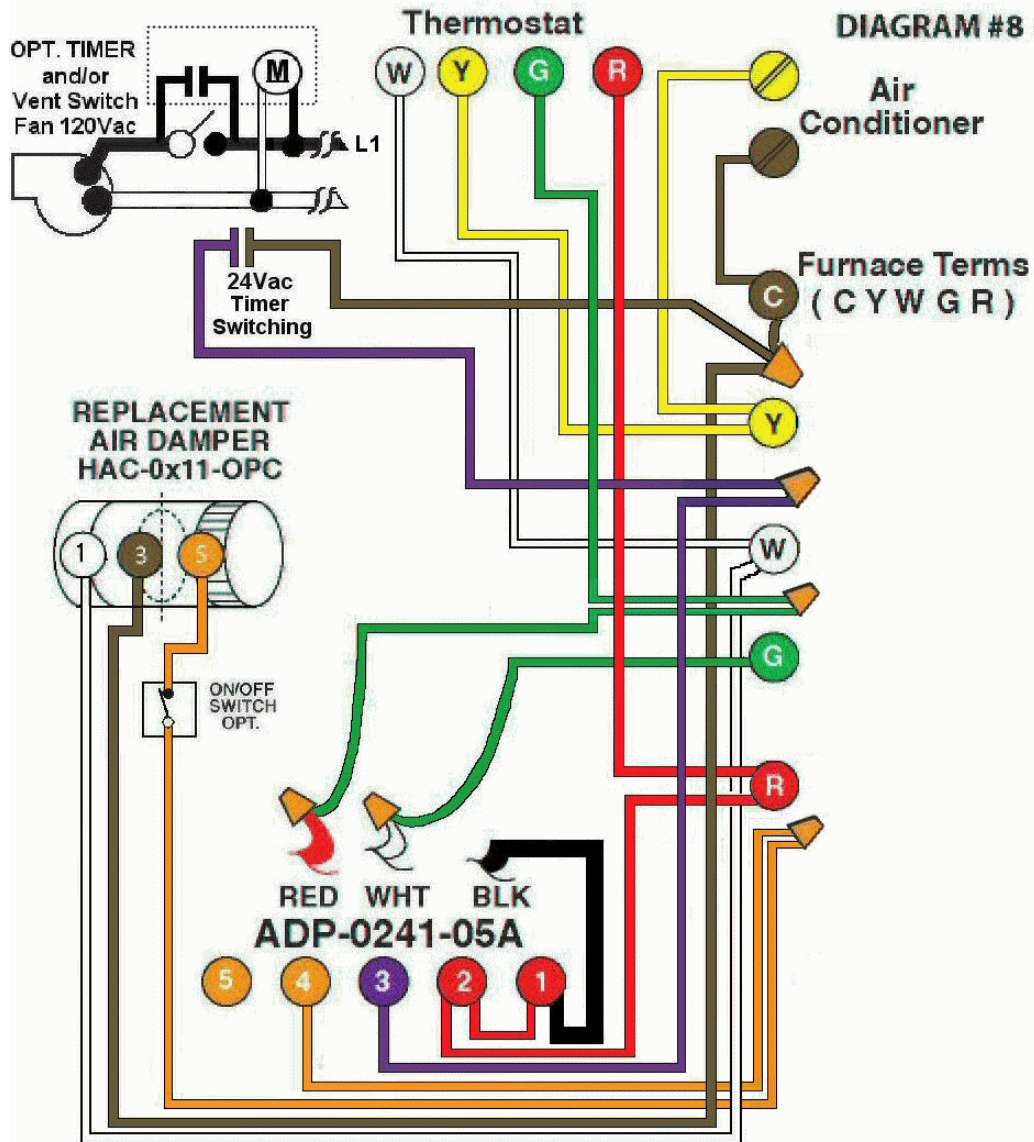 Thermostat
DIAGRAM #8
OPT. TIMER
and/or
Vent Switch
Fan 120Vac
M
W
Y
G
R
Air
Conditioner
L1
24Vac
Timer
Switching
Furnace Terms
( C Y W G R )
C
Y
REPLACEMENT
AIR DAMPER
HAC-0x11-OPC
1
3
5
W
G
ON/OFF
SWITCH
OPT.
R
RED
WHT
BLK
ADP-0241-05A
5
4
3
2
1